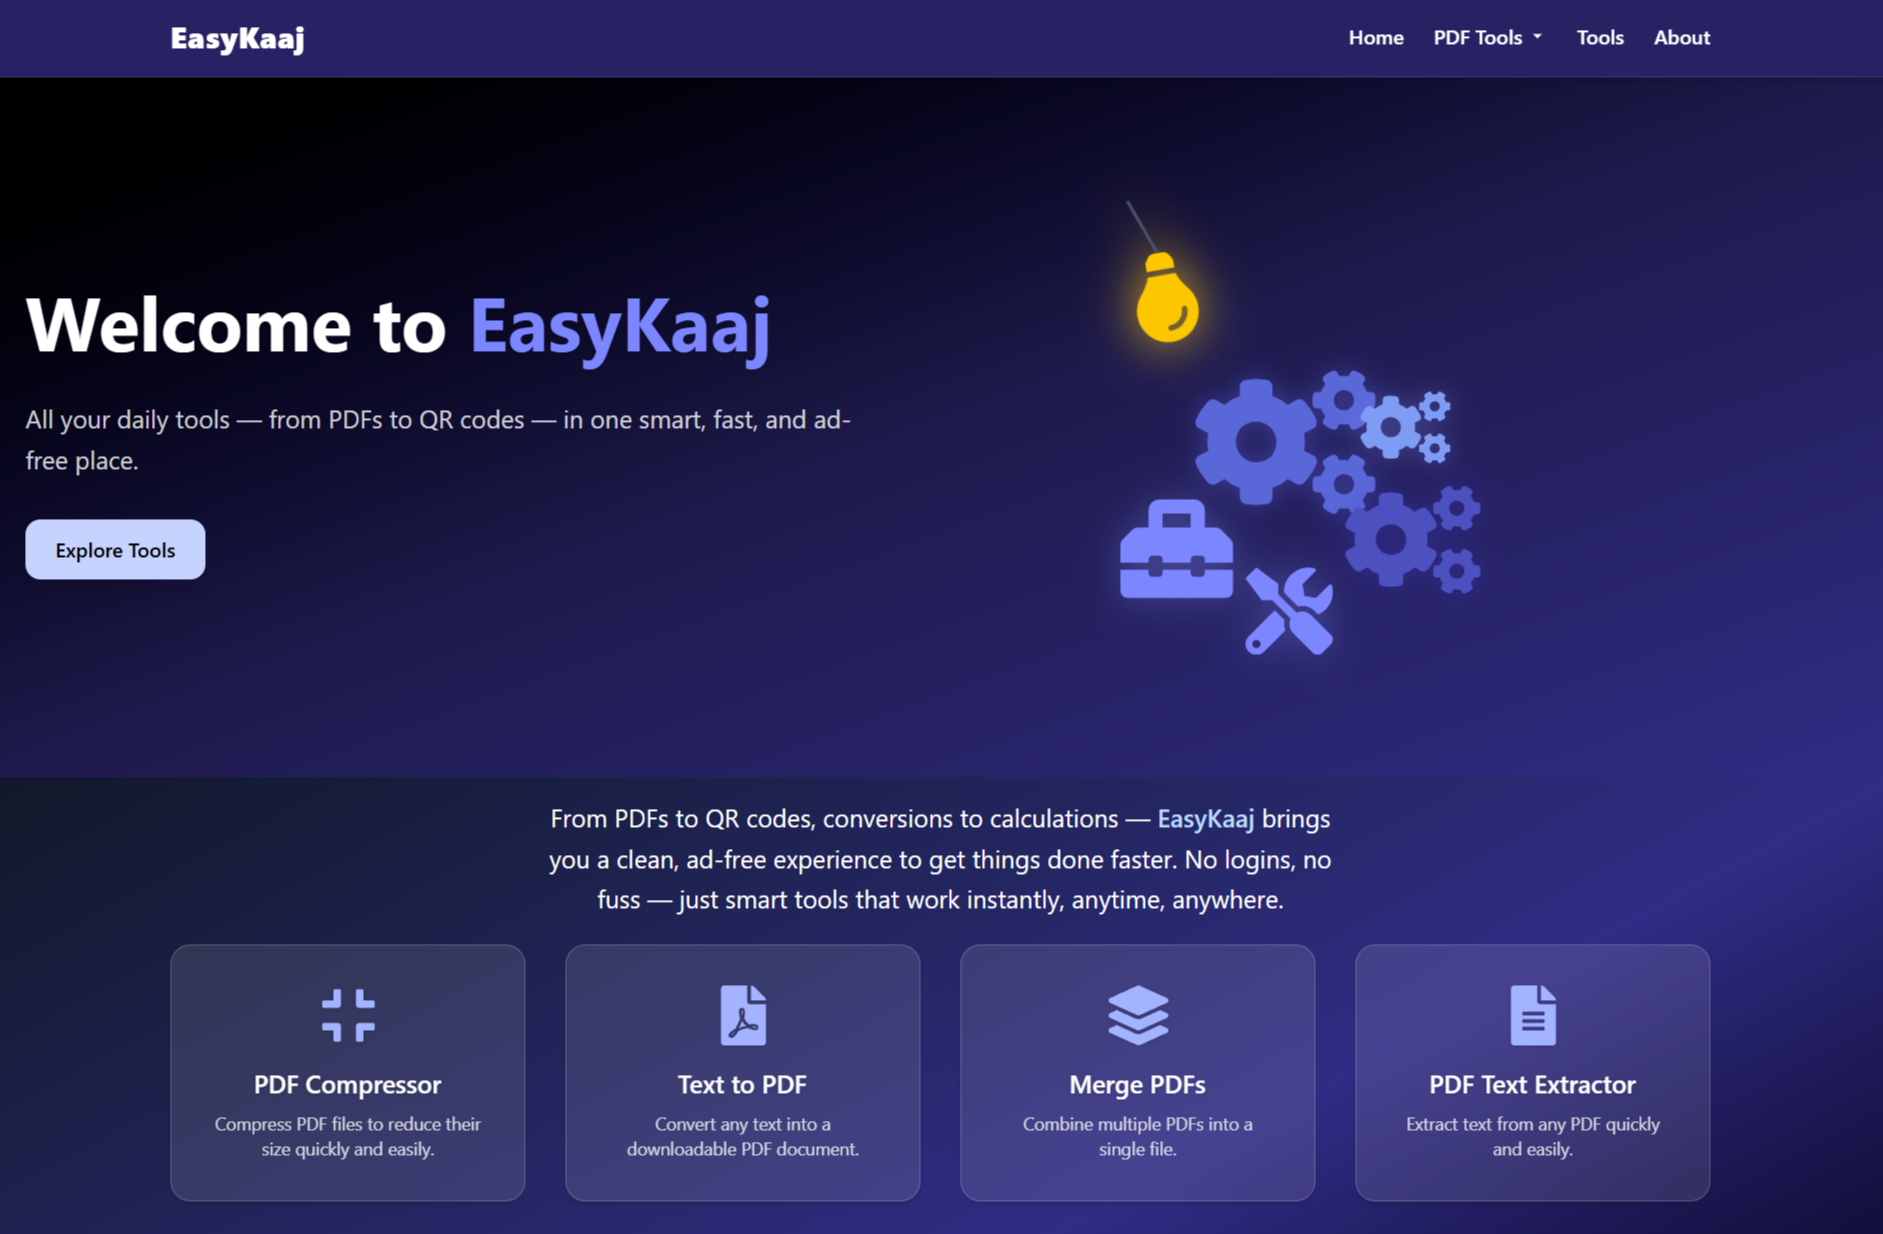 EasyKaaj
Home PDF Tools Tools About
Welcome to EasyKaaj
All your daily tools — from PDFs to QR codes — in one smart, fast, and ad-
free place.
Explore Tools
From PDFs to QR codes, conversions to calculations — EasyKaaj brings
you a clean, ad-free experience to get things done faster. No logins, no
fuss — just smart tools that work instantly, anytime, anywhere.
PDF Compressor
Compress PDF files to reduce their
size quickly and easily.
Text to PDF
Convert any text into a
downloadable PDF document.
Merge PDFs
Combine multiple PDFs into a
single file.
PDF Text Extractor
Extract text from any PDF quickly
and easily.